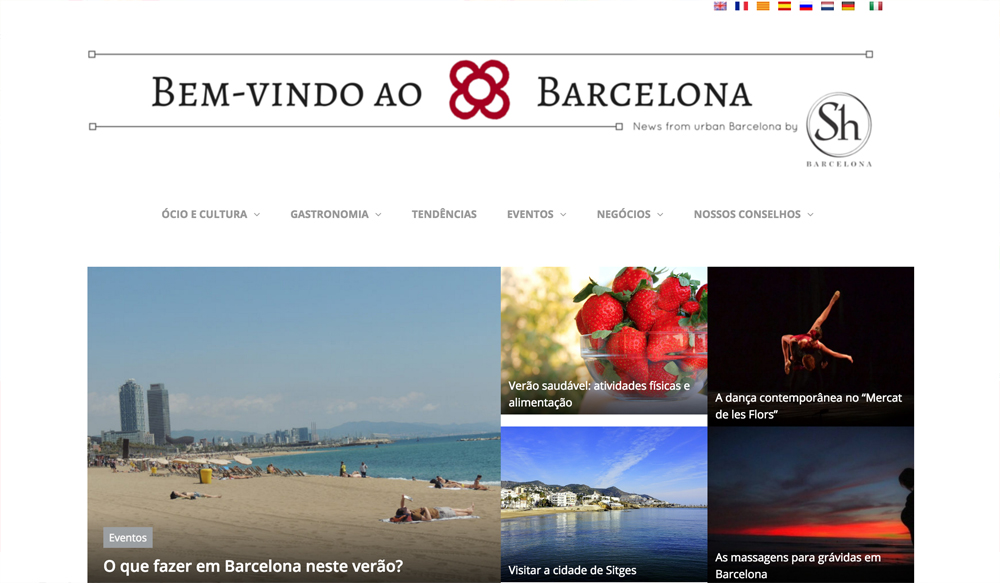 BEM-VINDO AO BARCELONA
News from urban Barcelona by
Sh
BARCELONA
ÓCIO E CULTURA GASTRONOMIA TENDÊNCIAS EVENTOS NEGÓCIOS NOSSOS CONSELHOS
Verão saudável: atividades físicas e
alimentação
A dança contemporânea no “Mercat
de les Flors”
Eventos
O que fazer em Barcelona neste verão?
Visitar a cidade de Sitges
As massagens para grávidas em
Barcelona